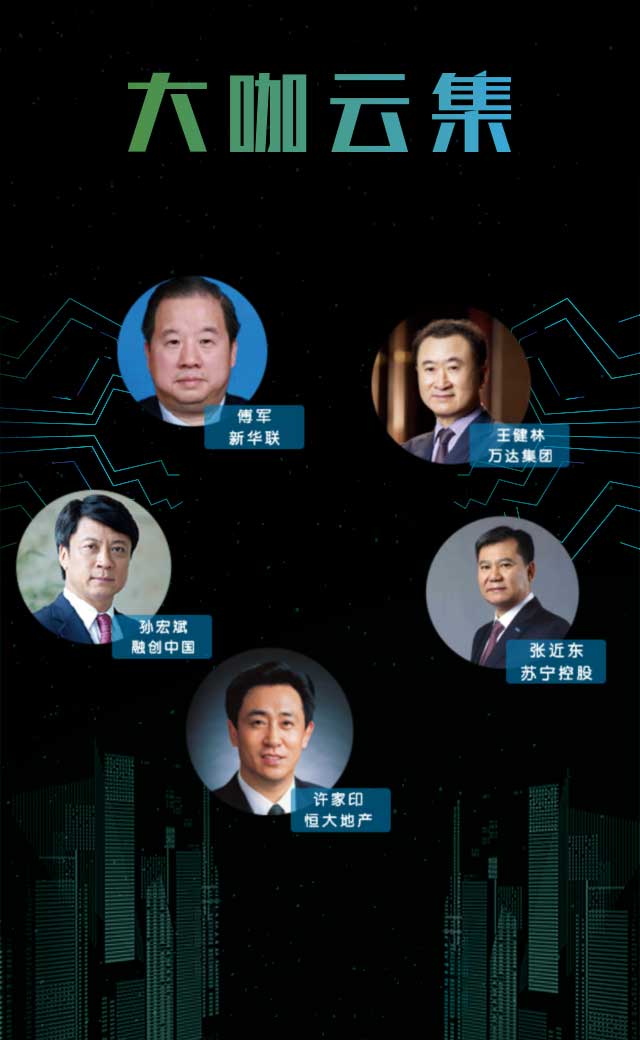 大咖云集
傅军
新华联
王健林
万达集团
孙宏斌
融创中国
张近东
苏宁控股
许家印
恒大地产